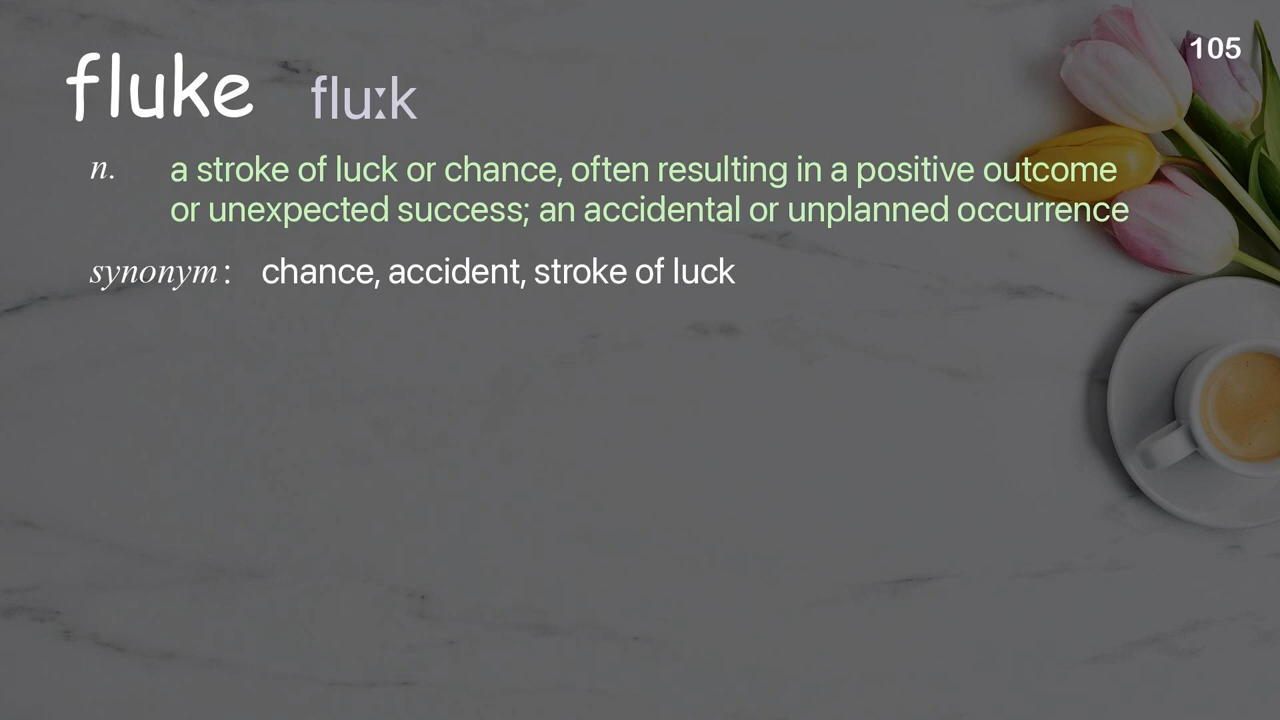 105
fluke fluːk
n. a stroke of luck or chance, often resulting in a positive outcome
or unexpected success; an accidental or unplanned occurrence
synonym: chance, accident, stroke of luck